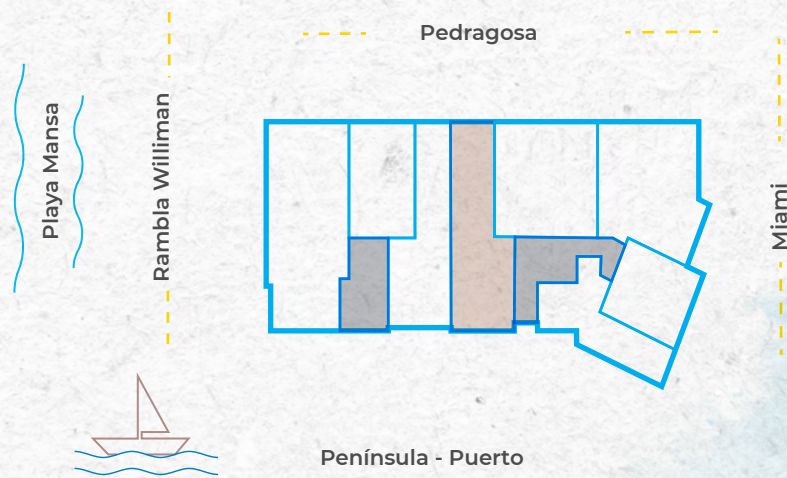 Pedragosa
Playa Mansa
Rambla Williman
Miami
Península - Puerto